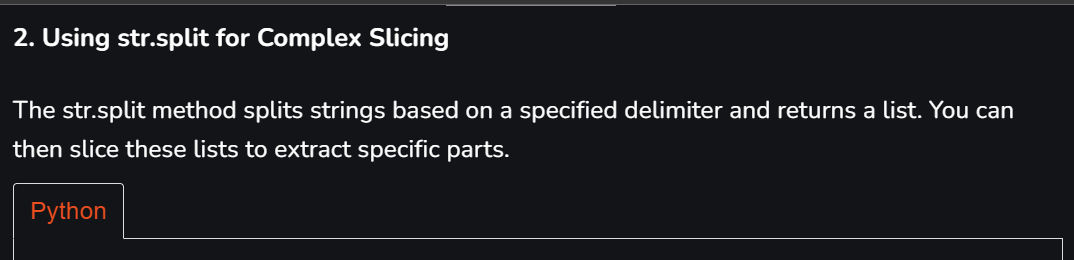 2. Using str.split for Complex Slicing
The str.split method splits strings based on a specified delimiter and returns a list. You can
then slice these lists to extract specific parts.
Python